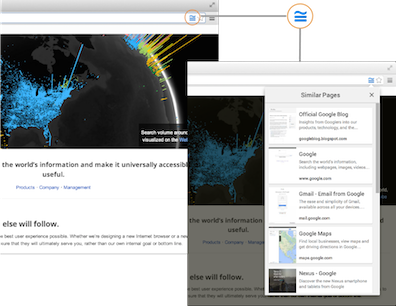 Search volume around
visualized on the Web
the world's information and make it universally accessible
useful.
Products · Company · Management
else will follow.
best user experience possible. Whether we're designing a new Internet browser or a new
sure that they will ultimately serve you, rather than our own internal goal or bottom line.
Similar Pages
Official Google Blog
Insights from Googlers into our
products, technology, and the...
googleblog.blogspot.com
Google
Search the world's information,
including webpages, images, videos...
www.google.com
Gmail - Email from Google
The ease and simplicity of Gmail,
available across all your devices...
mail.google.com
Google Maps
Find local businesses, view maps and
get driving directions in Google
maps.google.com
Nexus - Google
Discover the new Nexus smartphone
and tablets from Google
the world's information
useful.
Products · Company · Management
else will follow.